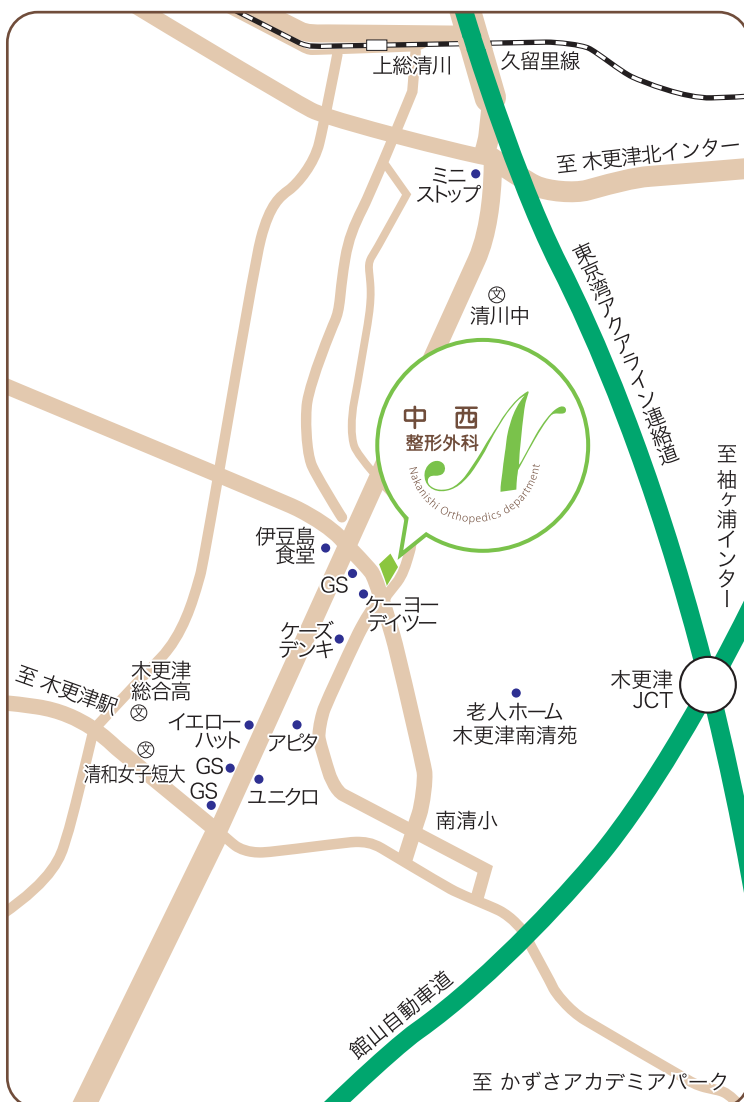 上総清川
久留里線
至 木更津北インター
ミニ
ストップ
東京湾アクアライン連絡道
文
清川中
中 西
整形外科
N
Nakanishi Orthopedics department
至 袖ヶ浦インター
伊豆島
食堂
GS
ケーヨー
デイツー
ケーズ
デンキ
木更津
総合高
文
至 木更津駅
木更津
JCT
老人ホーム
木更津南清苑
イエロー
ハット
アピタ
文
清和女子短大
GS
GS
ユニクロ
南清小
館山自動車道
至 かずさアカデミアパーク